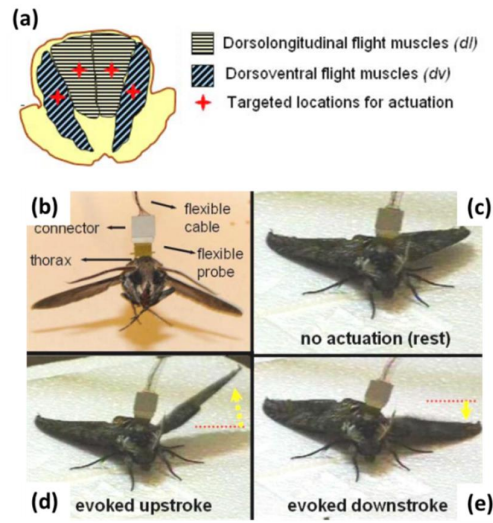 (a)
Dorsolongitudinal flight muscles (dl)
Dorsoventral flight muscles (dv)
Targeted locations for actuation
(b)
flexible
cable
connector
thorax
flexible
probe
(c)
no actuation (rest)
(d)
evoked upstroke
evoked downstroke
(e)